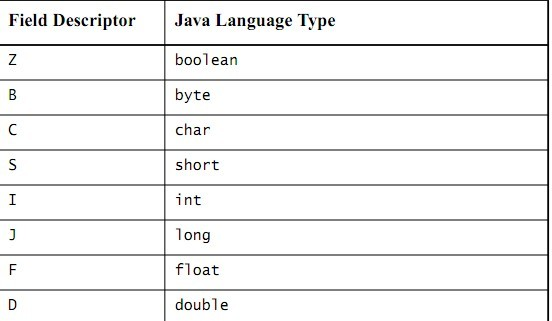 Field Descriptor Java Language Type
Z boolean
B byte
C char
S short
I int
J long
F float
D double